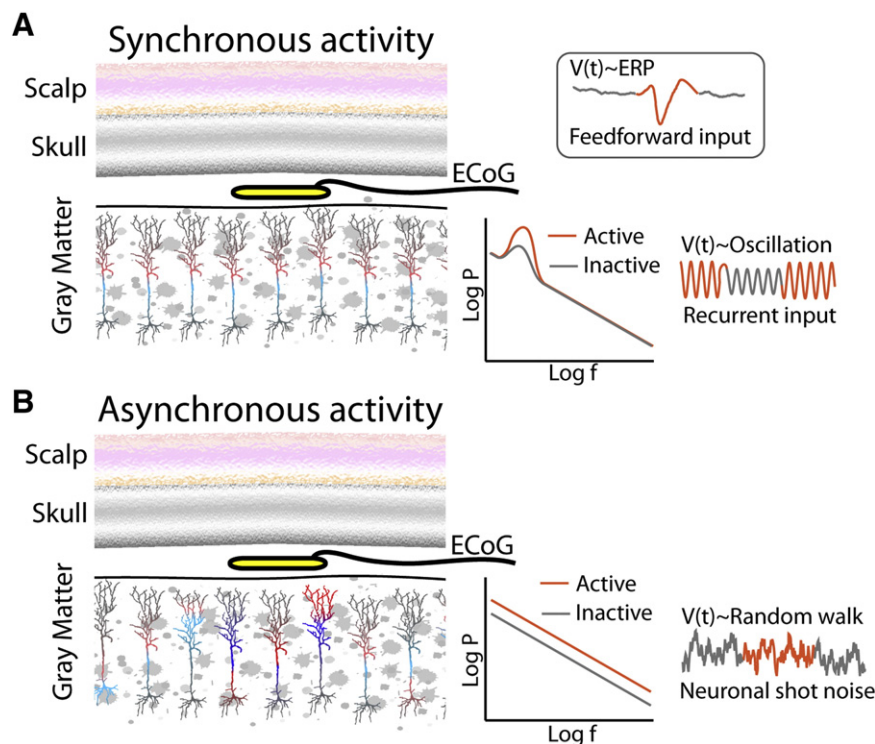 A
Synchronous activity
Scalp
Skull
Gray Matter
ECoG
V(t)~ERP
Feedforward input
Log P
Active
Inactive
Log f
V(t)~Oscillation
Recurrent input
B
Asynchronous activity
Scalp
Skull
Gray Matter
ECoG
Log P
Active
Inactive
Log f
V(t)~Random walk
Neuronal shot noise